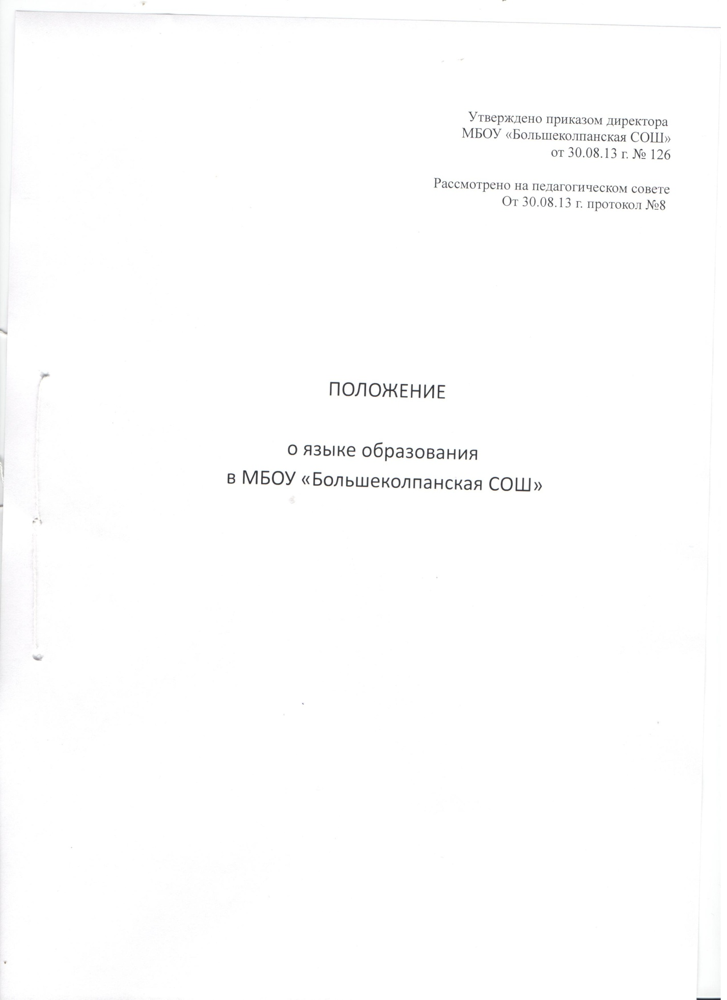 Утверждено приказом директора
МБОУ «Большеколпанская СОШ»
от 30.08.13 г. № 126
Рассмотрено на педагогическом совете
От 30.08.13 г. протокол №8
ПОЛОЖЕНИЕ
о языке образования
в МБОУ «Большеколпанская СОШ»